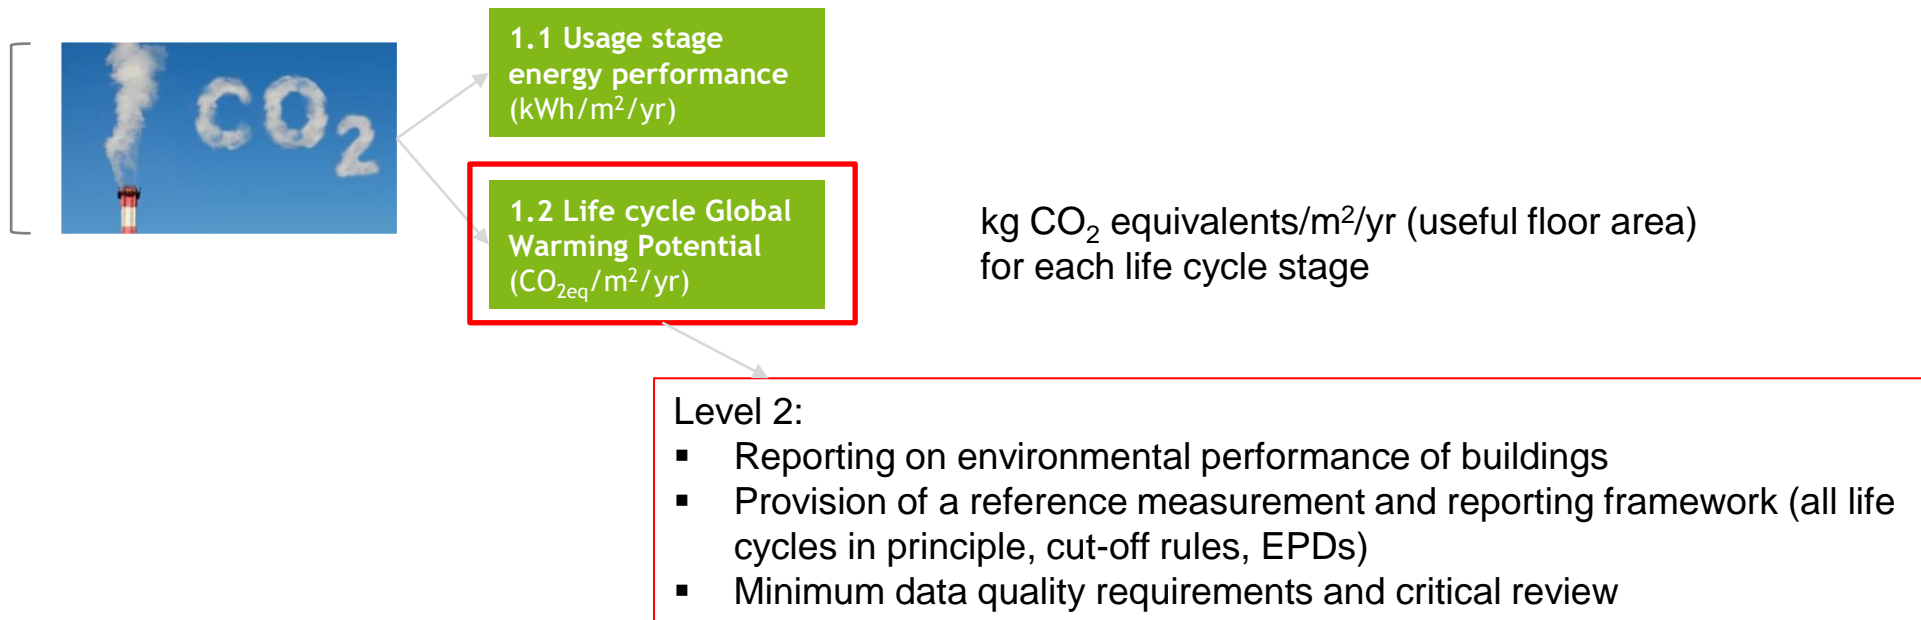 CO2
1.1 Usage stage
energy performance
(kWh/m²/yr)
1.2 Life cycle Global
Warming Potential
(CO₂eq/m²/yr)
kg CO₂ equivalents/m²/yr (useful floor area)
for each life cycle stage
Level 2:
▪ Reporting on environmental performance of buildings
▪ Provision of a reference measurement and reporting framework (all life
cycles in principle, cut-off rules, EPDs)
▪ Minimum data quality requirements and critical review